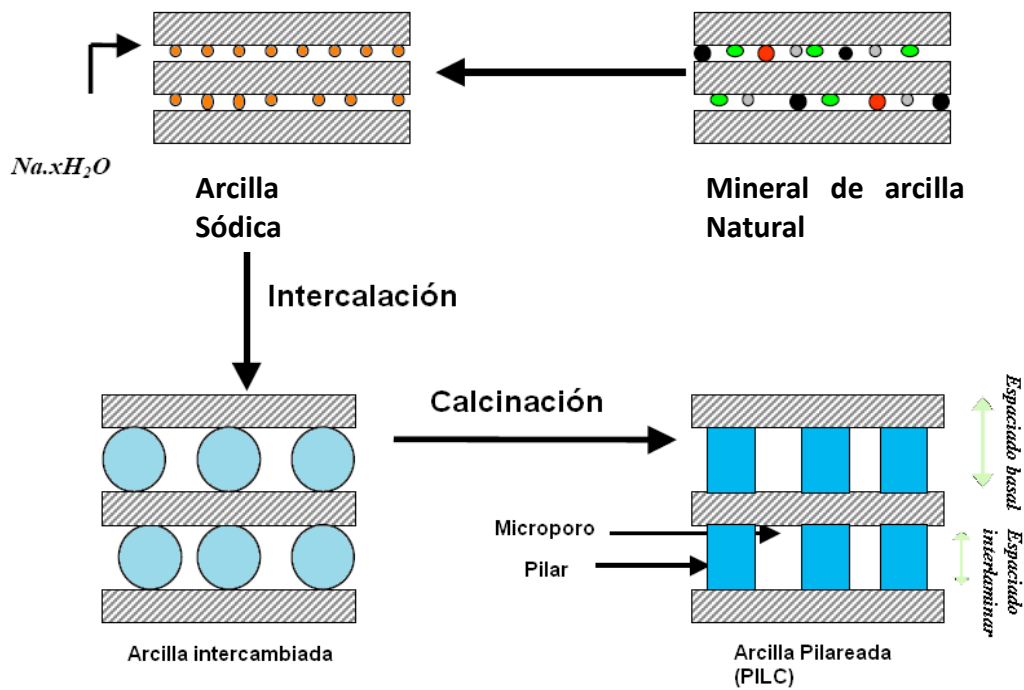 Na.xH₂O
Arcilla
Sódica
Mineral de arcilla
Natural
Intercalación
Calcinación
Espaciado basal
Microporo
Pilar
Espaciado
interlaminar
Arcilla intercambiada
Arcilla Pilareada
(PILC)